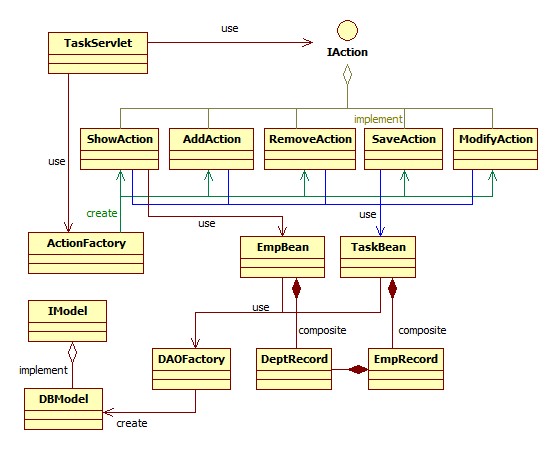 use
TaskServlet
IAction
implement
ShowAction
AddAction
RemoveAction
SaveAction
ModifyAction
use
create
use
use
ActionFactory
EmpBean
TaskBean
IModel
use
composite
composite
DAOFactory
DeptRecord
EmpRecord
implement
DBModel
create